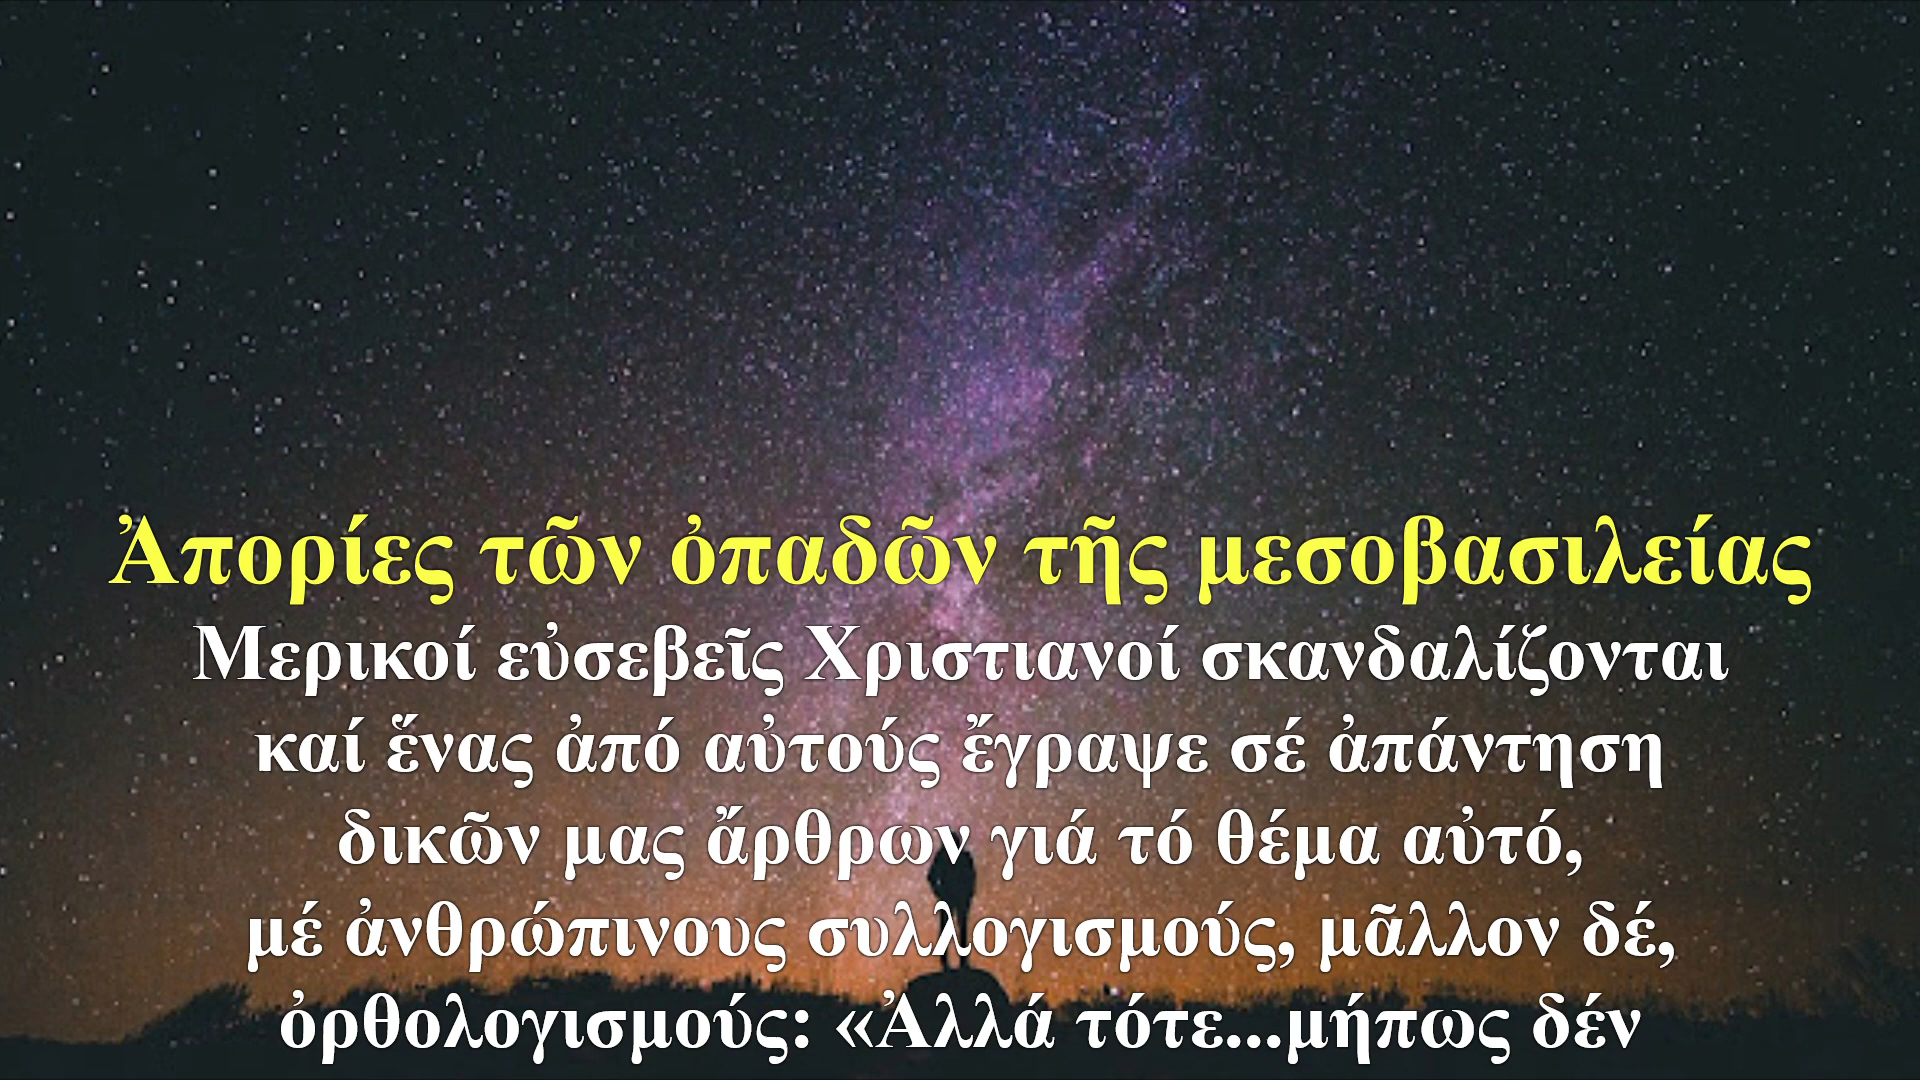 Ἀπορίες τῶν ὀπαδῶν τῆς μεσοβασιλείας
Μερικοί εὐσεβεῖς Χριστιανοί σκανδαλίζονται
καί ἕνας ἀπό αὐτούς ἔγραψε σέ ἀπάντηση
δικῶν μας ἄρθρων γιά τό θέμα αὐτό,
μέ ἀνθρώπινους συλλογισμούς, μᾶλλον δέ,
ὀρθολογισμούς: «Ἀλλά τότε...μήπως δέν